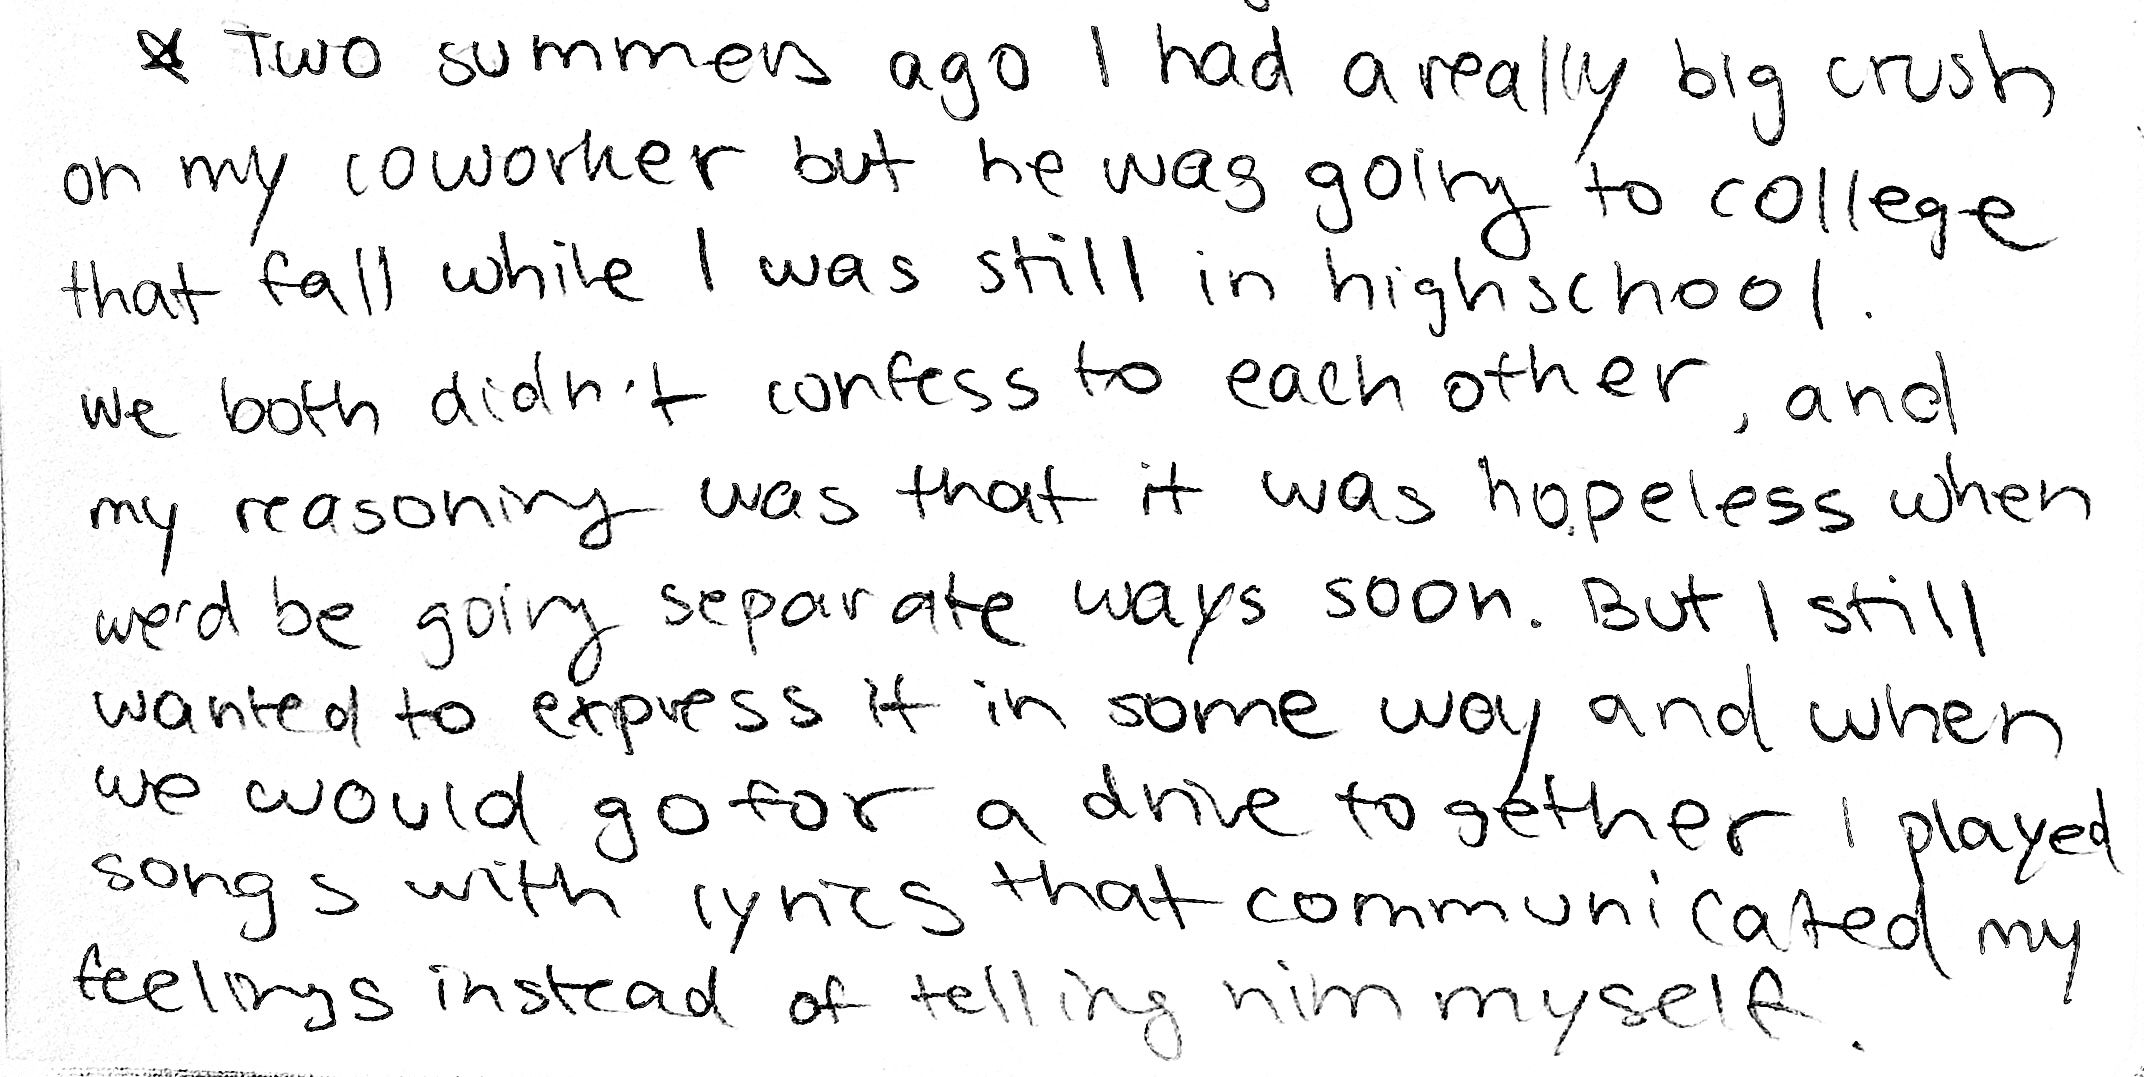 ☆ Two summers ago I had a really big crush
on my coworker but he was going to college
that fall while I was still in highschool.
we both didn't confess to each other, and
my reasoning was that it was hopeless when
we'd be going separate ways soon. But I still
wanted to express it in some way and when
we would go for a drive together I played
songs with lyrics that communicated my
feelings instead of telling him myself.